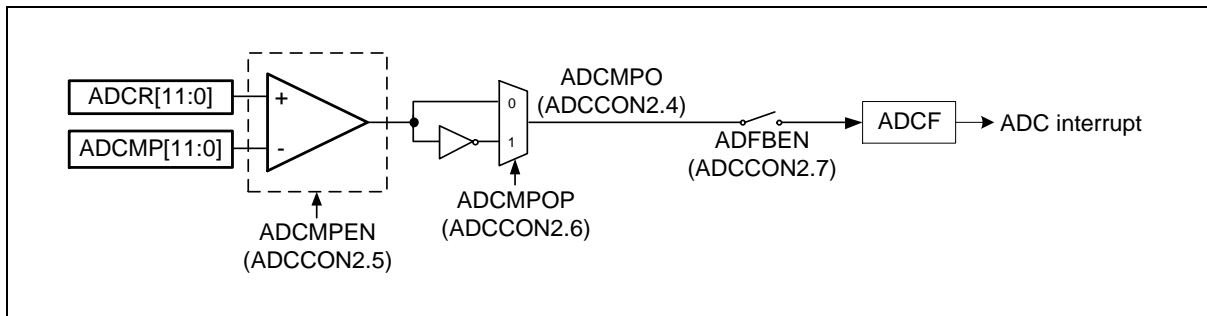 ADCR[11:0]
ADCMP[11:0]
+
-
ADCMPEN
(ADCCON2.5)
0
1
ADCMPOP
(ADCCON2.6)
ADCMPO
(ADCCON2.4)
ADFBEN
(ADCCON2.7)
ADCF
ADC interrupt